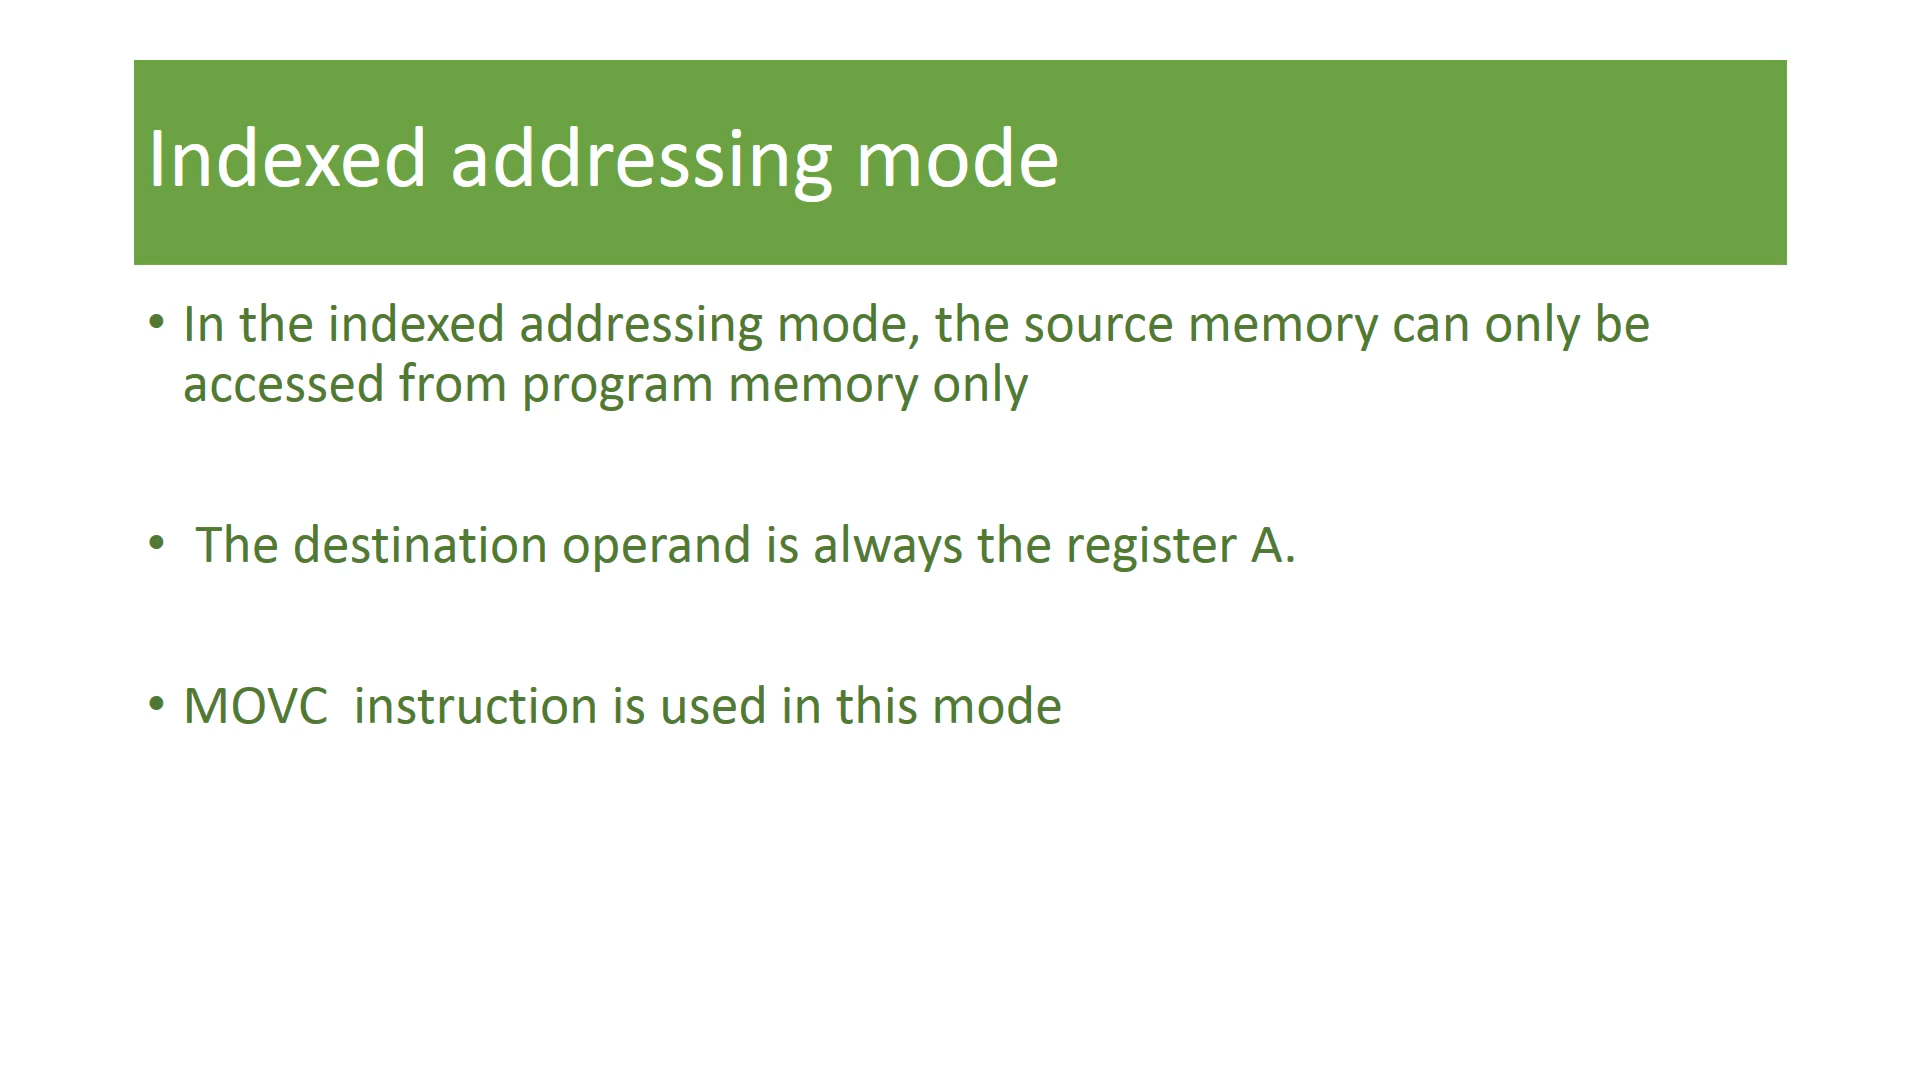 Indexed addressing mode
• In the indexed addressing mode, the source memory can only be
accessed from program memory only
• The destination operand is always the register A.
• MOVC  instruction is used in this mode